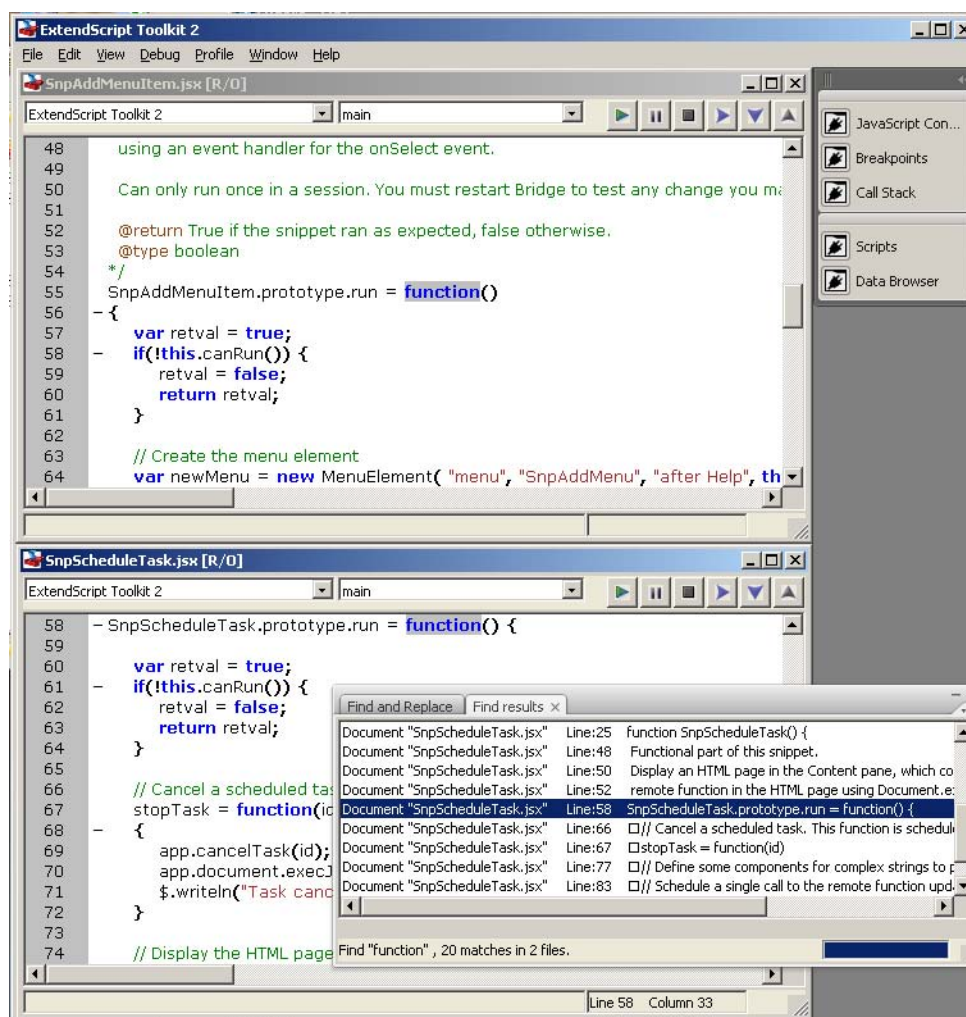 ExtendScript Toolkit 2
File Edit View Debug Profile Window Help
SnpAddMenuItem.jsx [R/O]
ExtendScript Toolkit 2 main
48 using an event handler for the onSelect event.
49
50 Can only run once in a session. You must restart Bridge to test any change you ma
51
52 @return True if the snippet ran as expected, false otherwise.
53 @type boolean
54 */
55 SnpAddMenuItem.prototype.run = function()
56 - {
57 var retval = true;
58 - if(!this.canRun()) {
59 retval = false;
60 return retval;
61 }
62
63 // Create the menu element
64 var newMenu = new MenuElement( "menu", "SnpAddMenu", "after Help", th
JavaScript Con...
Breakpoints
Call Stack
Scripts
Data Browser
SnpScheduleTask.jsx [R/O]
ExtendScript Toolkit 2 main
58 - SnpScheduleTask.prototype.run = function() {
59
60 var retval = true;
61 - if(!this.canRun()) {
62 retval = false;
63 return retval;
64 }
65
66 // Cancel a scheduled tas
67 stopTask = function(id
68 - {
69 app.cancelTask(id);
70 app.document.execJ
71 $.writeln("Task canc
72 }
73
74 // Display the HTML page
Line 58 Column 33
Find and Replace Find results ×
Document "SnpScheduleTask.jsx" Line:25 function SnpScheduleTask() {
Document "SnpScheduleTask.jsx" Line:48 Functional part of this snippet.
Document "SnpScheduleTask.jsx" Line:50 Display an HTML page in the Content pane, which co
Document "SnpScheduleTask.jsx" Line:52 remote function in the HTML page using Document.e
Document "SnpScheduleTask.jsx" Line:58 SnpScheduleTask.prototype.run = function() {
Document "SnpScheduleTask.jsx" Line:66 □// Cancel a scheduled task. This function is schedul
Document "SnpScheduleTask.jsx" Line:67 □stopTask = function(id)
Document "SnpScheduleTask.jsx" Line:77 □// Define some components for complex strings to p
Document "SnpScheduleTask.jsx" Line:83 □// Schedule a single call to the remote function upd
Find "function" , 20 matches in 2 files.